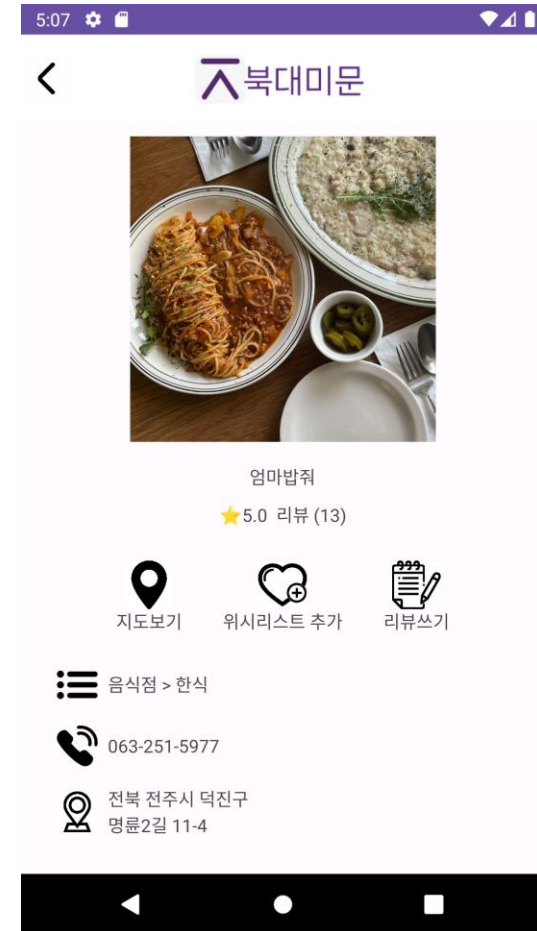 5:07
북대미문
엄마밥줘
⭐5.0 리뷰 (13)
지도보기 위시리스트 추가 리뷰쓰기
음식점 > 한식
063-251-5977
전북 전주시 덕진구
명륜2길 11-4